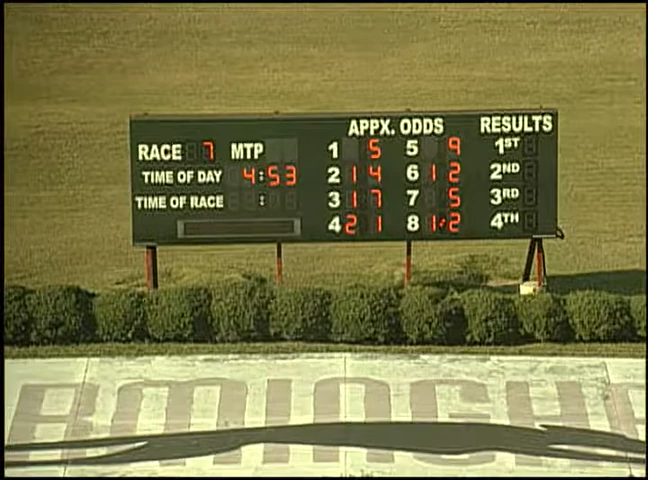 APPX. ODDS RESULTS
RACE 7 MTP 1 5 5 9 1ST
TIME OF DAY 4:53 2 14 6 12 2ND
TIME OF RACE : 3 17 7 5 3RD
4 21 8 1-2 4TH
RMINGH